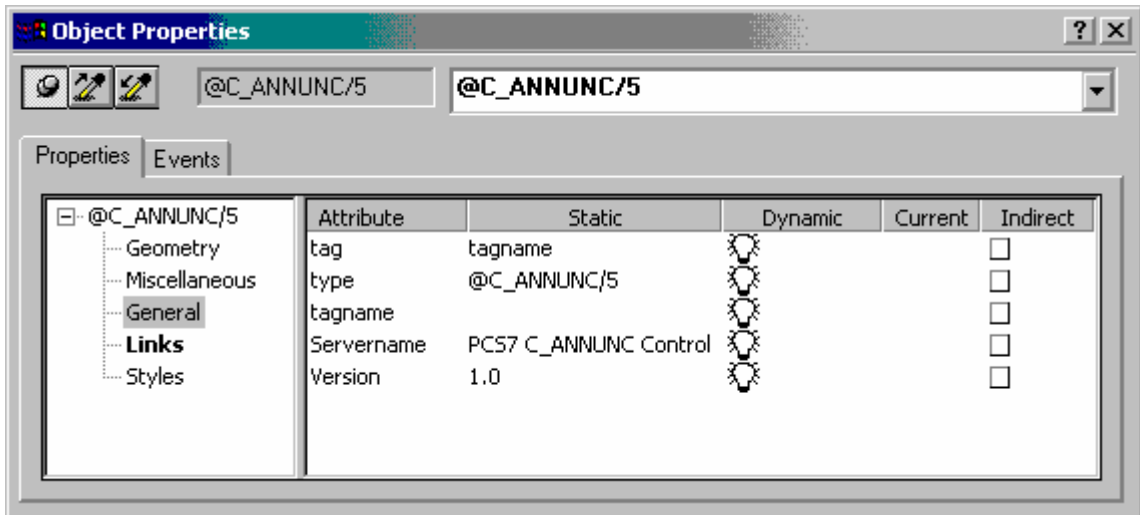 Object Properties
@C_ANNUNC/5
@C_ANNUNC/5
Properties
Events
@C_ANNUNC/5
Geometry
Miscellaneous
General
Links
Styles
Attribute Static Dynamic Current Indirect
tag tagname
type @C_ANNUNC/5
tagname
Servername PCS7 C_ANNUNC Control
Version 1.0